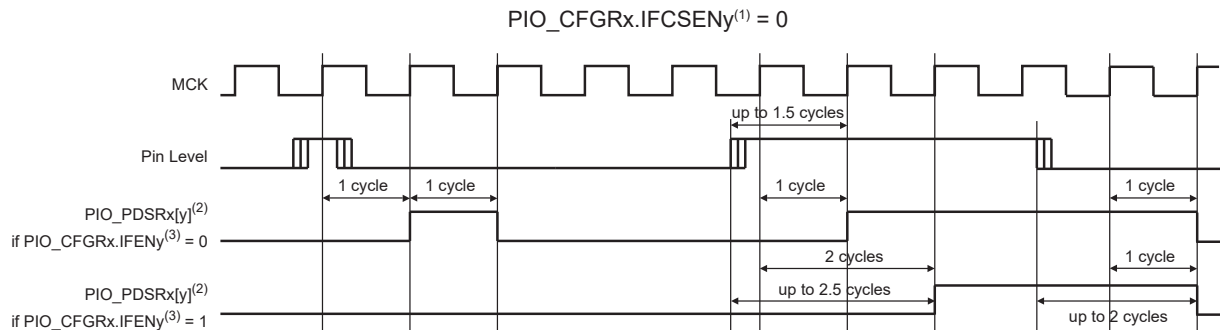 PIO_CFGRx.IFCSENy(1) = 0
MCK
up to 1.5 cycles
Pin Level
1 cycle
1 cycle
1 cycle
1 cycle
PIO_PDSRx[y](2)
if PIO_CFGRx.IFENy(3) = 0
2 cycles
1 cycle
PIO_PDSRx[y](2)
up to 2.5 cycles
up to 2 cycles
if PIO_CFGRx.IFENy(3) = 1